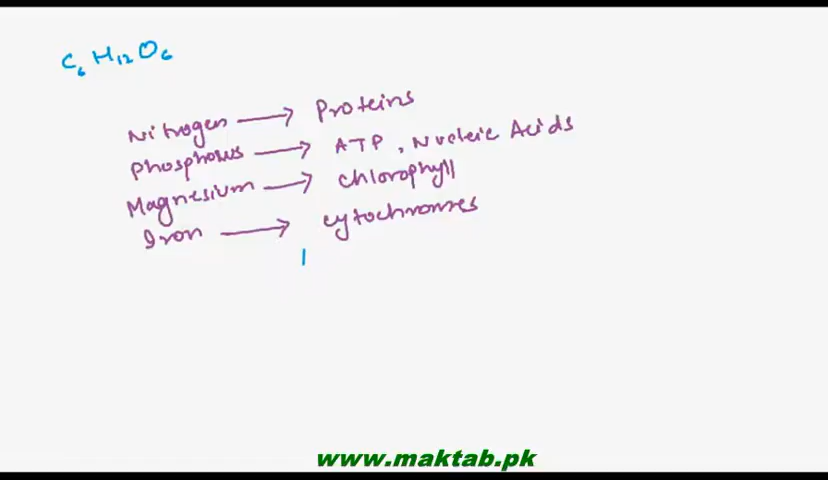 C₆H₁₂O₆
Nitrogen → Proteins
Phosphorus → ATP, Nucleic Acids
Magnesium → chlorophyll
Iron → cytochromes
www.maktab.pk